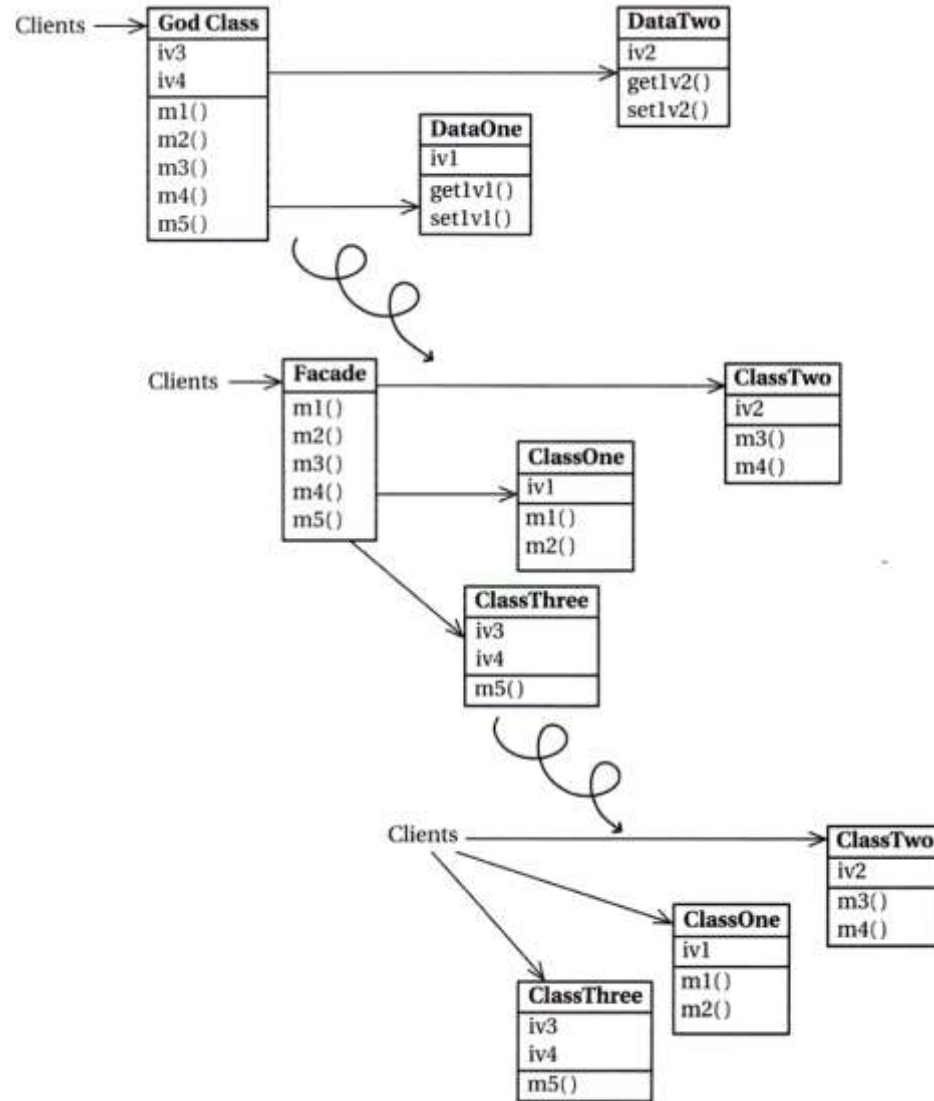 Clients
God Class
iv3
iv4
m1()
m2()
m3()
m4()
m5()
DataTwo
iv2
get1v2()
set1v2()
DataOne
iv1
get1v1()
set1v1()
Clients
Facade
m1()
m2()
m3()
m4()
m5()
ClassTwo
iv2
m3()
m4()
ClassOne
iv1
m1()
m2()
ClassThree
iv3
iv4
m5()
Clients
ClassTwo
iv2
m3()
m4()
ClassOne
iv1
m1()
m2()
ClassThree
iv3
iv4
m5()